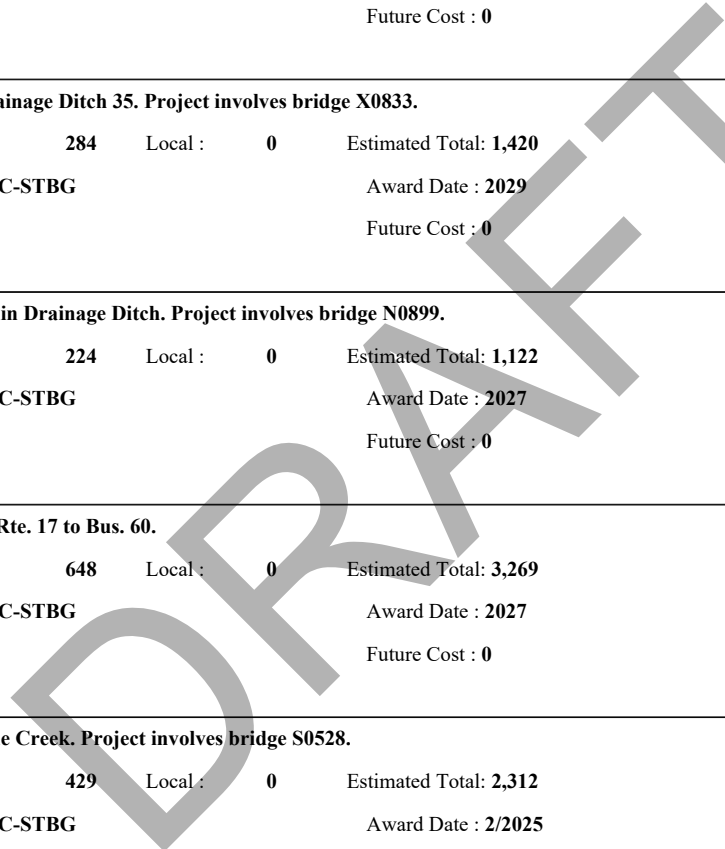 Future Cost : 0
ainage Ditch 35. Project involves bridge X0833.
284 Local : 0 Estimated Total: 1,420
C-STBG Award Date : 2029
Future Cost : 0
in Drainage Ditch. Project involves bridge N0899.
224 Local : 0 Estimated Total: 1,122
C-STBG Award Date : 2027
Future Cost : 0
Rte. 17 to Bus. 60.
648 Local : 0 Estimated Total: 3,269
C-STBG Award Date : 2027
Future Cost : 0
e Creek. Project involves bridge S0528.
429 Local : 0 Estimated Total: 2,312
C-STBG Award Date : 2/2025
DRAFT